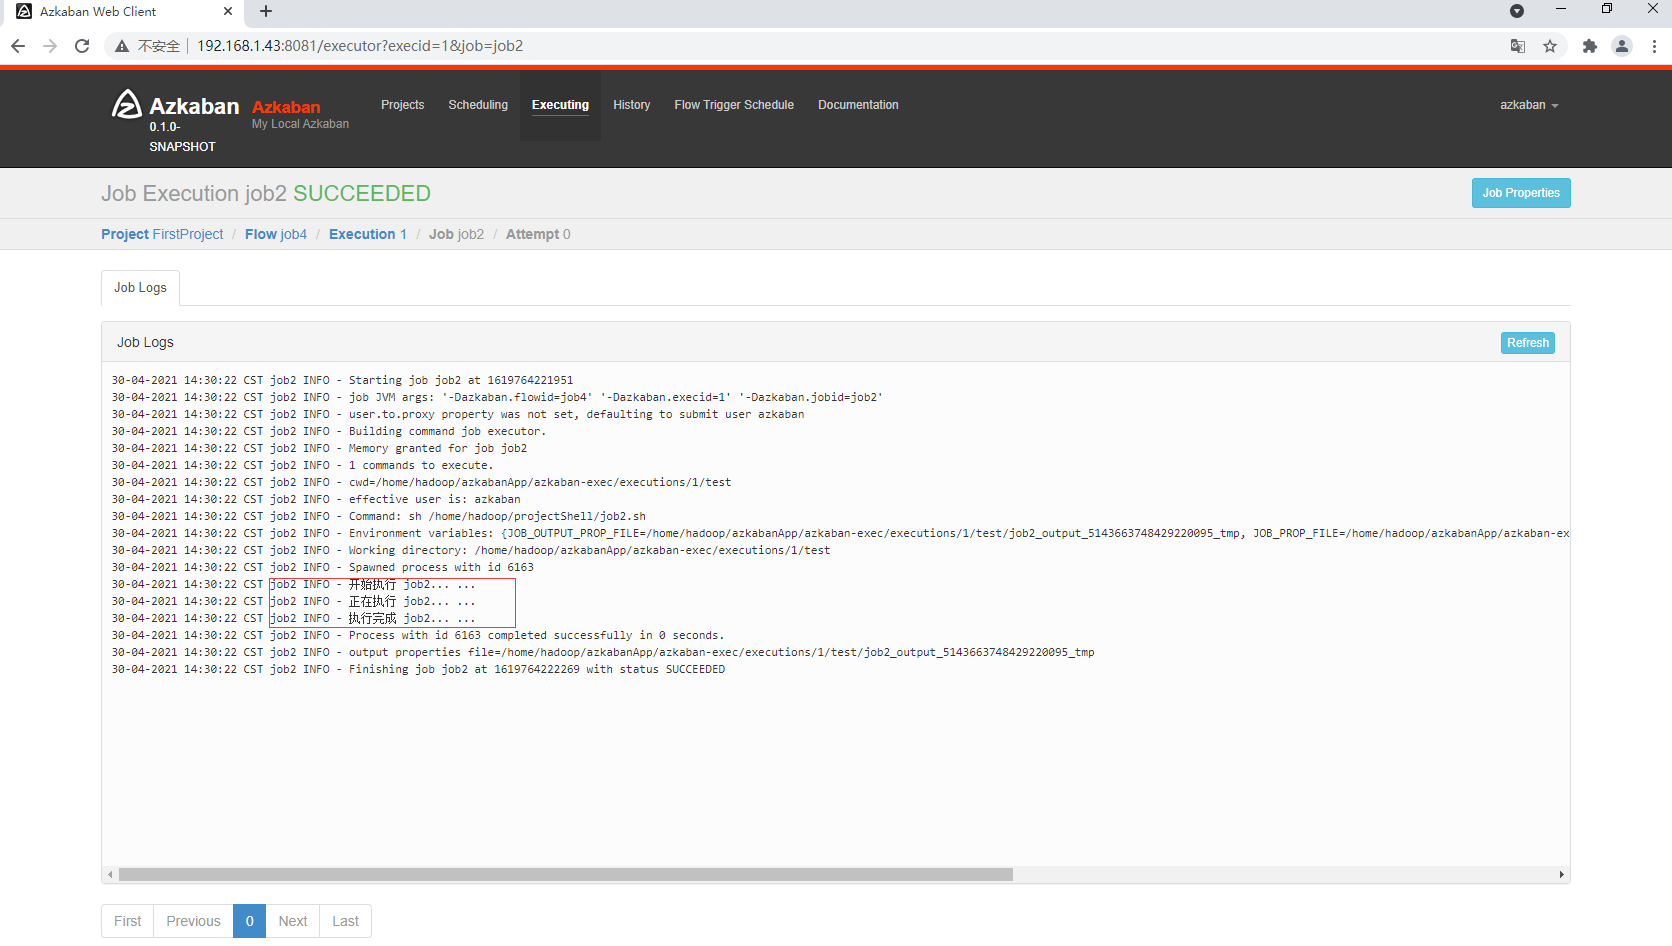 Azkaban Web Client
不安全 192.168.1.43:8081/executor?execid=1&job=job2
Azkaban
0.1.0-
SNAPSHOT
Azkaban
My Local Azkaban
Projects Scheduling Executing History Flow Trigger Schedule Documentation azkaban
Job Execution job2 SUCCEEDED
Job Properties
Project FirstProject / Flow job4 / Execution 1 / Job job2 / Attempt 0
Job Logs
Job Logs
Refresh
30-04-2021 14:30:22 CST job2 INFO - Starting job job2 at 1619764221951
30-04-2021 14:30:22 CST job2 INFO - job JVM args: '-Dazkaban.flowid=job4' '-Dazkaban.execid=1' '-Dazkaban.jobid=job2'
30-04-2021 14:30:22 CST job2 INFO - user.to.proxy property was not set, defaulting to submit user azkaban
30-04-2021 14:30:22 CST job2 INFO - Building command job executor.
30-04-2021 14:30:22 CST job2 INFO - Memory granted for job job2
30-04-2021 14:30:22 CST job2 INFO - 1 commands to execute.
30-04-2021 14:30:22 CST job2 INFO - cwd=/home/hadoop/azkabanApp/azkaban-exec/executions/1/test
30-04-2021 14:30:22 CST job2 INFO - effective user is: azkaban
30-04-2021 14:30:22 CST job2 INFO - Command: sh /home/hadoop/projectShell/job2.sh
30-04-2021 14:30:22 CST job2 INFO - Environment variables: {JOB_OUTPUT_PROP_FILE=/home/hadoop/azkabanApp/azkaban-exec/executions/1/test/job2_output_5143663748429220095_tmp, JOB_PROP_FILE=/home/hadoop/azkabanApp/azkaban-ex
30-04-2021 14:30:22 CST job2 INFO - Working directory: /home/hadoop/azkabanApp/azkaban-exec/executions/1/test
30-04-2021 14:30:22 CST job2 INFO - Spawned process with id 6163
30-04-2021 14:30:22 CST job2 INFO - 开始执行 job2... ...
30-04-2021 14:30:22 CST job2 INFO - 正在执行 job2... ...
30-04-2021 14:30:22 CST job2 INFO - 执行完成 job2... ...
30-04-2021 14:30:22 CST job2 INFO - Process with id 6163 completed successfully in 0 seconds.
30-04-2021 14:30:22 CST job2 INFO - output properties file=/home/hadoop/azkabanApp/azkaban-exec/executions/1/test/job2_output_5143663748429220095_tmp
30-04-2021 14:30:22 CST job2 INFO - Finishing job job2 at 1619764222269 with status SUCCEEDED
First Previous 0 Next Last